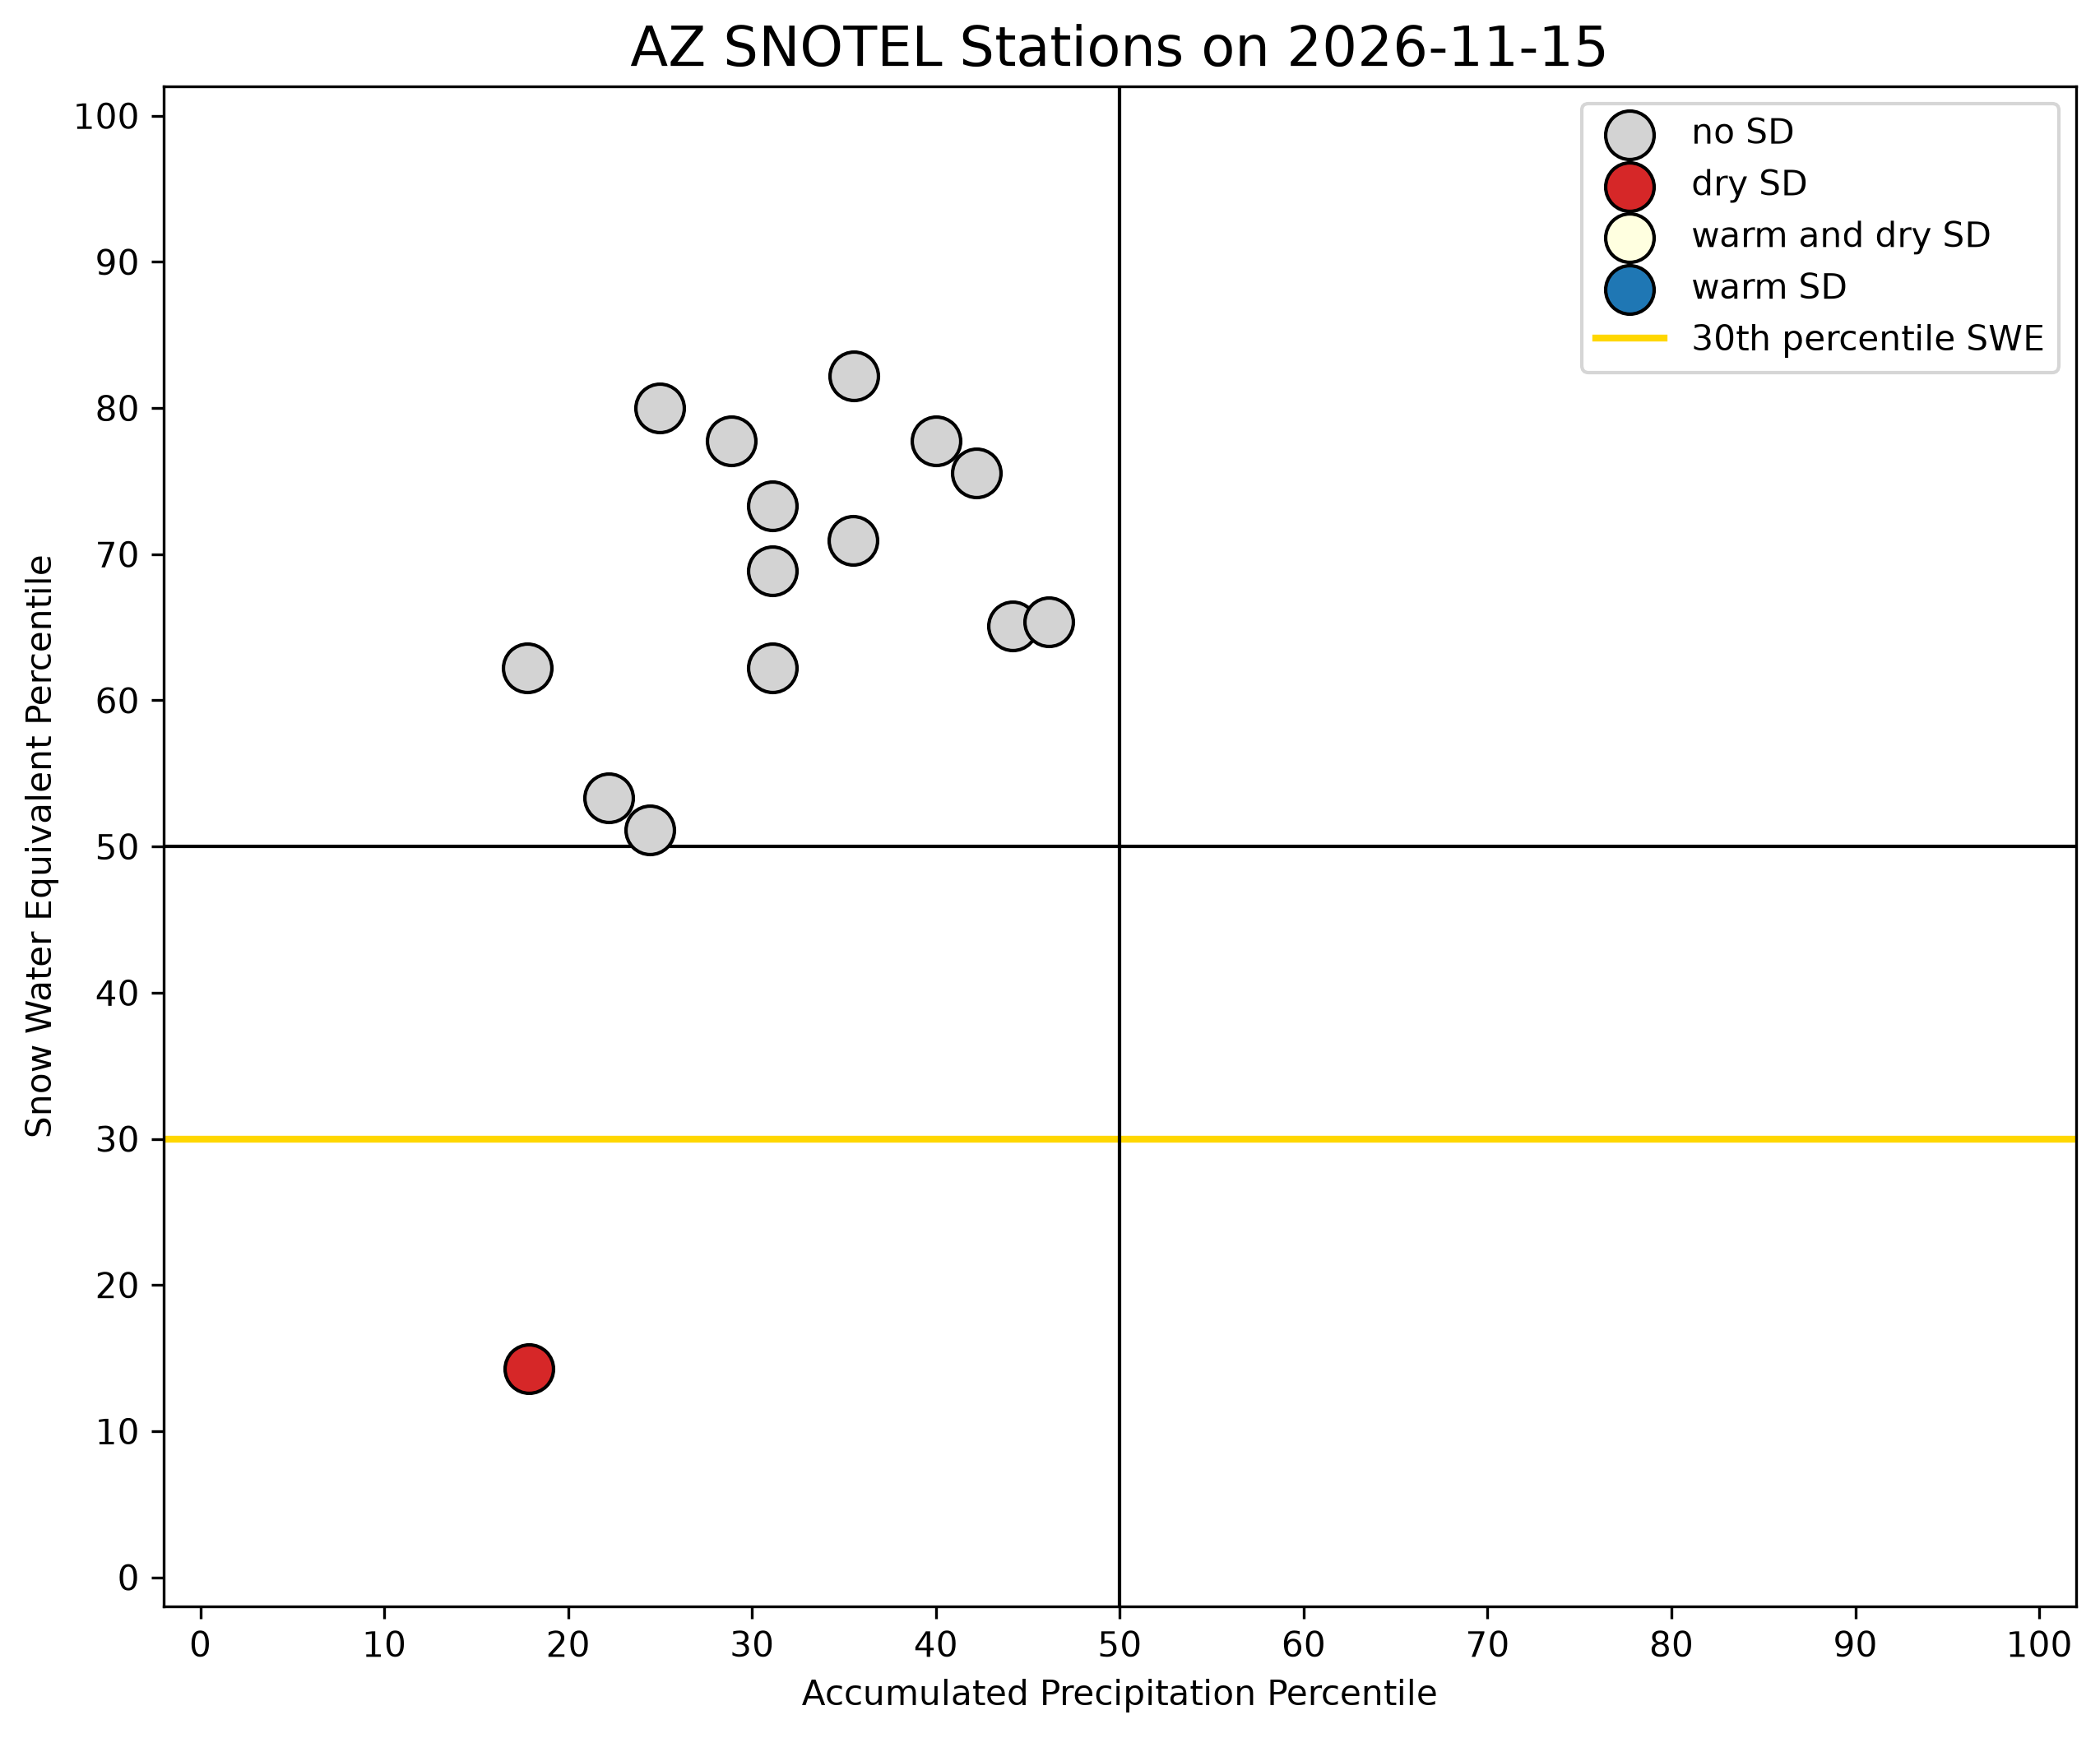 AZ SNOTEL Stations on 2026-11-15
no SD
dry SD
warm and dry SD
warm SD
30th percentile SWE
Snow Water Equivalent Percentile
100
90
80
70
60
50
40
30
20
10
0
0 10 20 30 40 50 60 70 80 90 100
Accumulated Precipitation Percentile